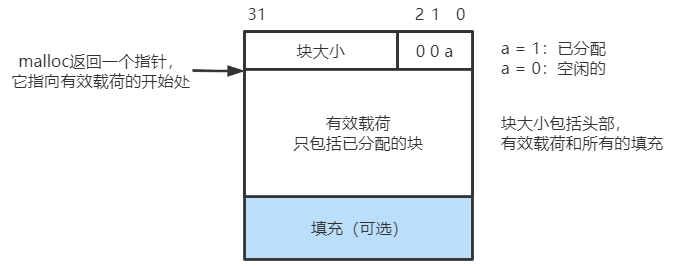 31 2 1 0
块大小 0 0 a
malloc返回一个指针，
它指向有效载荷的开始处
a = 1：已分配
a = 0：空闲的
有效载荷
只包括已分配的块
块大小包括头部，
有效载荷和所有的填充
填充（可选）